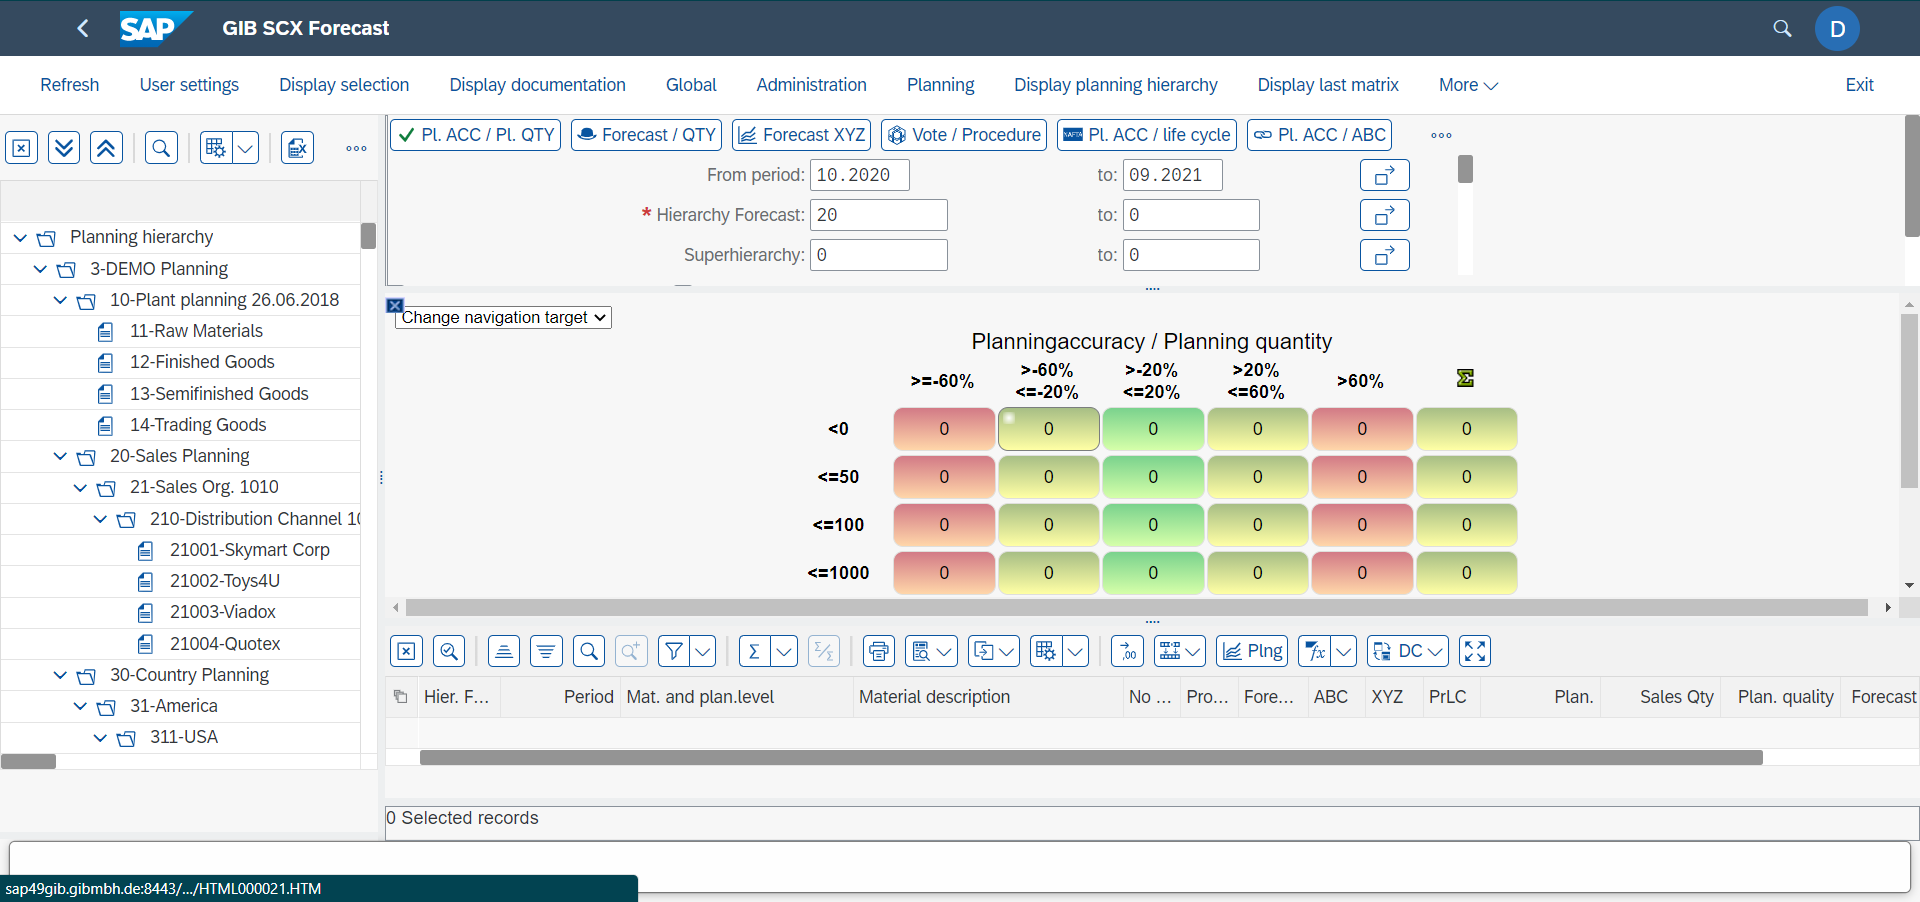 SAP GIB SCX Forecast D
Refresh User settings Display selection Display documentation Global Administration Planning Display planning hierarchy Display last matrix More Exit
Pl. ACC / Pl. QTY Forecast / QTY Forecast XYZ Vote / Procedure NAFTA Pl. ACC / life cycle Pl. ACC / ABC
From period: 10.2020 to: 09.2021
* Hierarchy Forecast: 20 to: 0
Superhierarchy: 0 to: 0
Planning hierarchy
3-DEMO Planning
10-Plant planning 26.06.2018
11-Raw Materials
12-Finished Goods
13-Semifinished Goods
14-Trading Goods
20-Sales Planning
21-Sales Org. 1010
210-Distribution Channel 10
21001-Skymart Corp
21002-Toys4U
21003-Viadox
21004-Quotex
30-Country Planning
31-America
311-USA
Change navigation target
Planningaccuracy / Planning quantity
>=-60% >-60% <=-20% >-20% <=20% >20% <=60% >60% Σ
<0 0 0 0 0 0 0
<=50 0 0 0 0 0 0
<=100 0 0 0 0 0 0
<=1000 0 0 0 0 0 0
Σ Σ/Σ ,00 Plng fx DC
Hier. F... Period Mat. and plan.level Material description No ... Pro... Fore... ABC XYZ PrLC Plan. Sales Qty Plan. quality Forecast
0 Selected records
sap49gib.gibmbh.de:8443/.../HTML000021.HTM